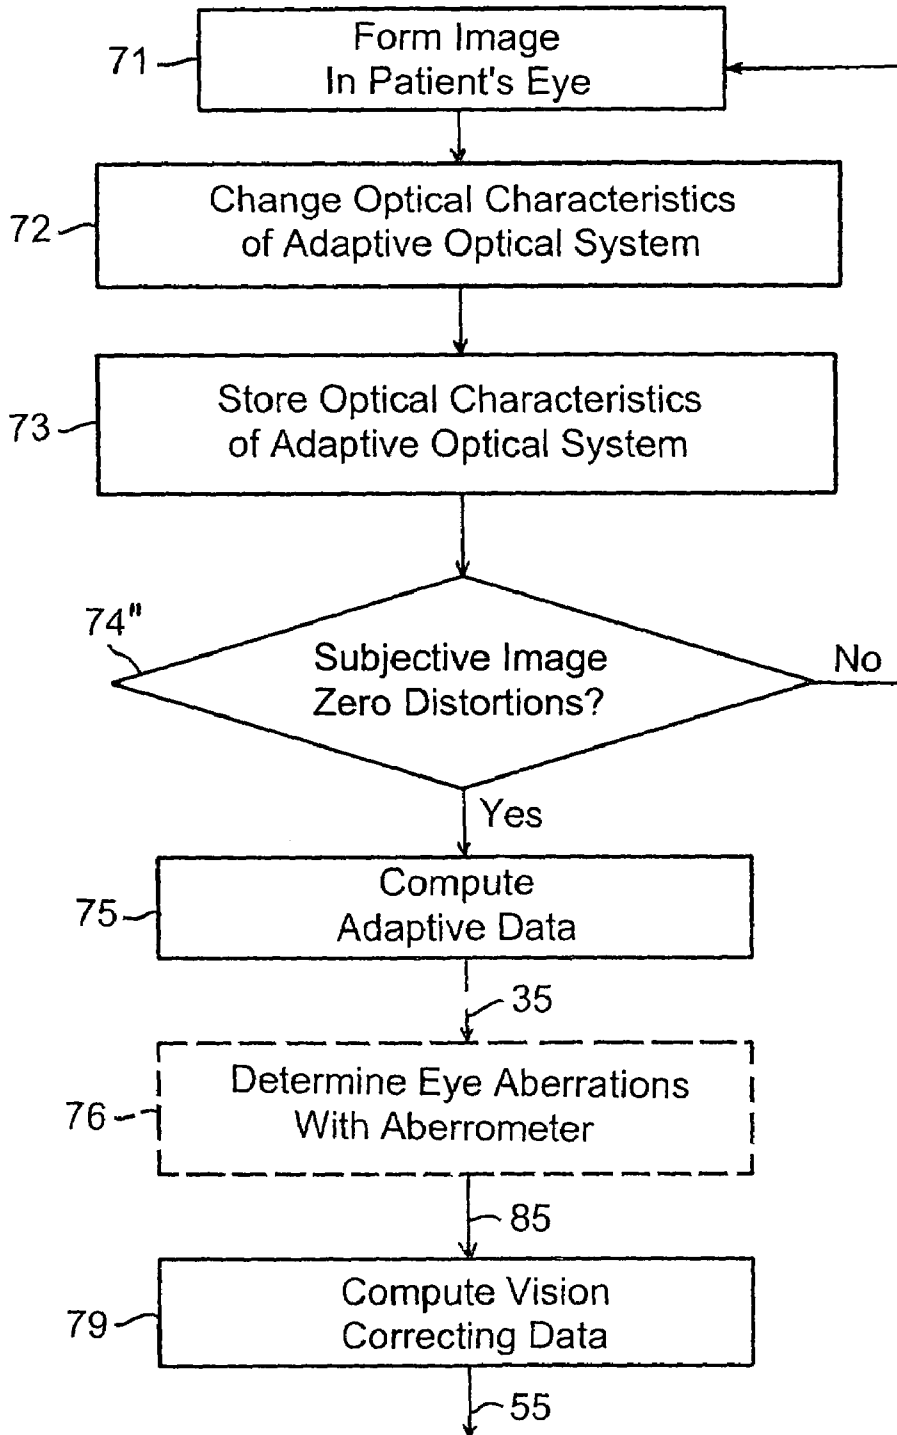 71
Form Image
In Patient's Eye
72
Change Optical Characteristics
of Adaptive Optical System
73
Store Optical Characteristics
of Adaptive Optical System
74"
Subjective Image
Zero Distortions?
No
Yes
75
Compute
Adaptive Data
35
76
Determine Eye Aberrations
With Aberrometer
85
79
Compute Vision
Correcting Data
55